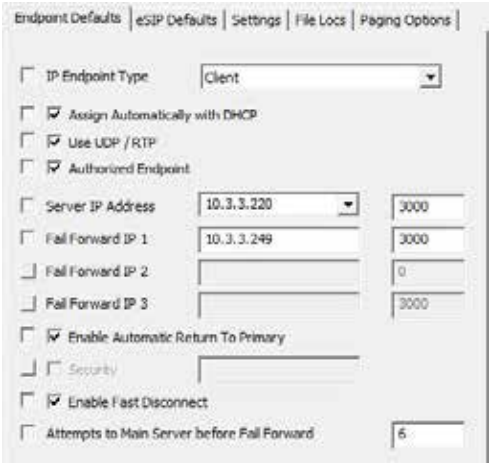 Endpoint Defaults eSIP Defaults Settings File Locs Paging Options
IP Endpoint Type Client
Assign Automatically with DHCP
Use UDP / RTP
Authorized Endpoint
Server IP Address 10.3.3.220 3000
Fail Forward IP 1 10.3.3.249 3000
Fail Forward IP 2 0
Fail Forward IP 3 3000
Enable Automatic Return To Primary
Security
Enable Fast Disconnect
Attempts to Main Server before Fail Forward 6